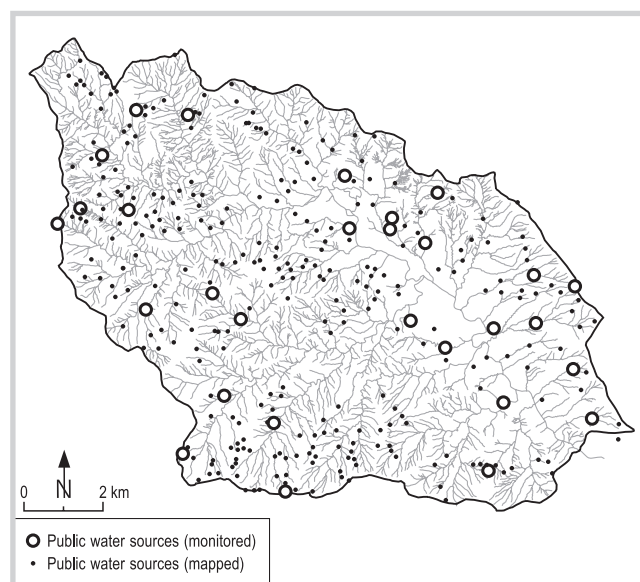 N
0 2 km
Public water sources (monitored)
Public water sources (mapped)